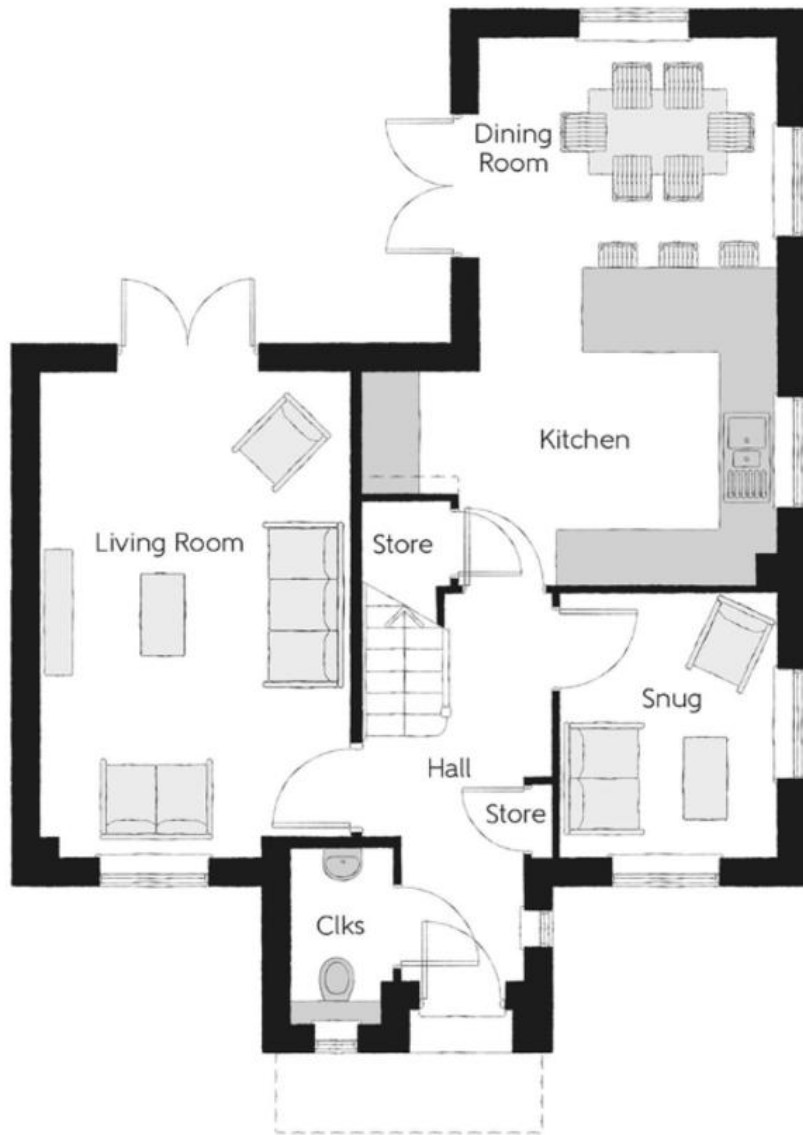 Dining
Room
Kitchen
Living Room
Store
Snug
Hall
Store
Clks